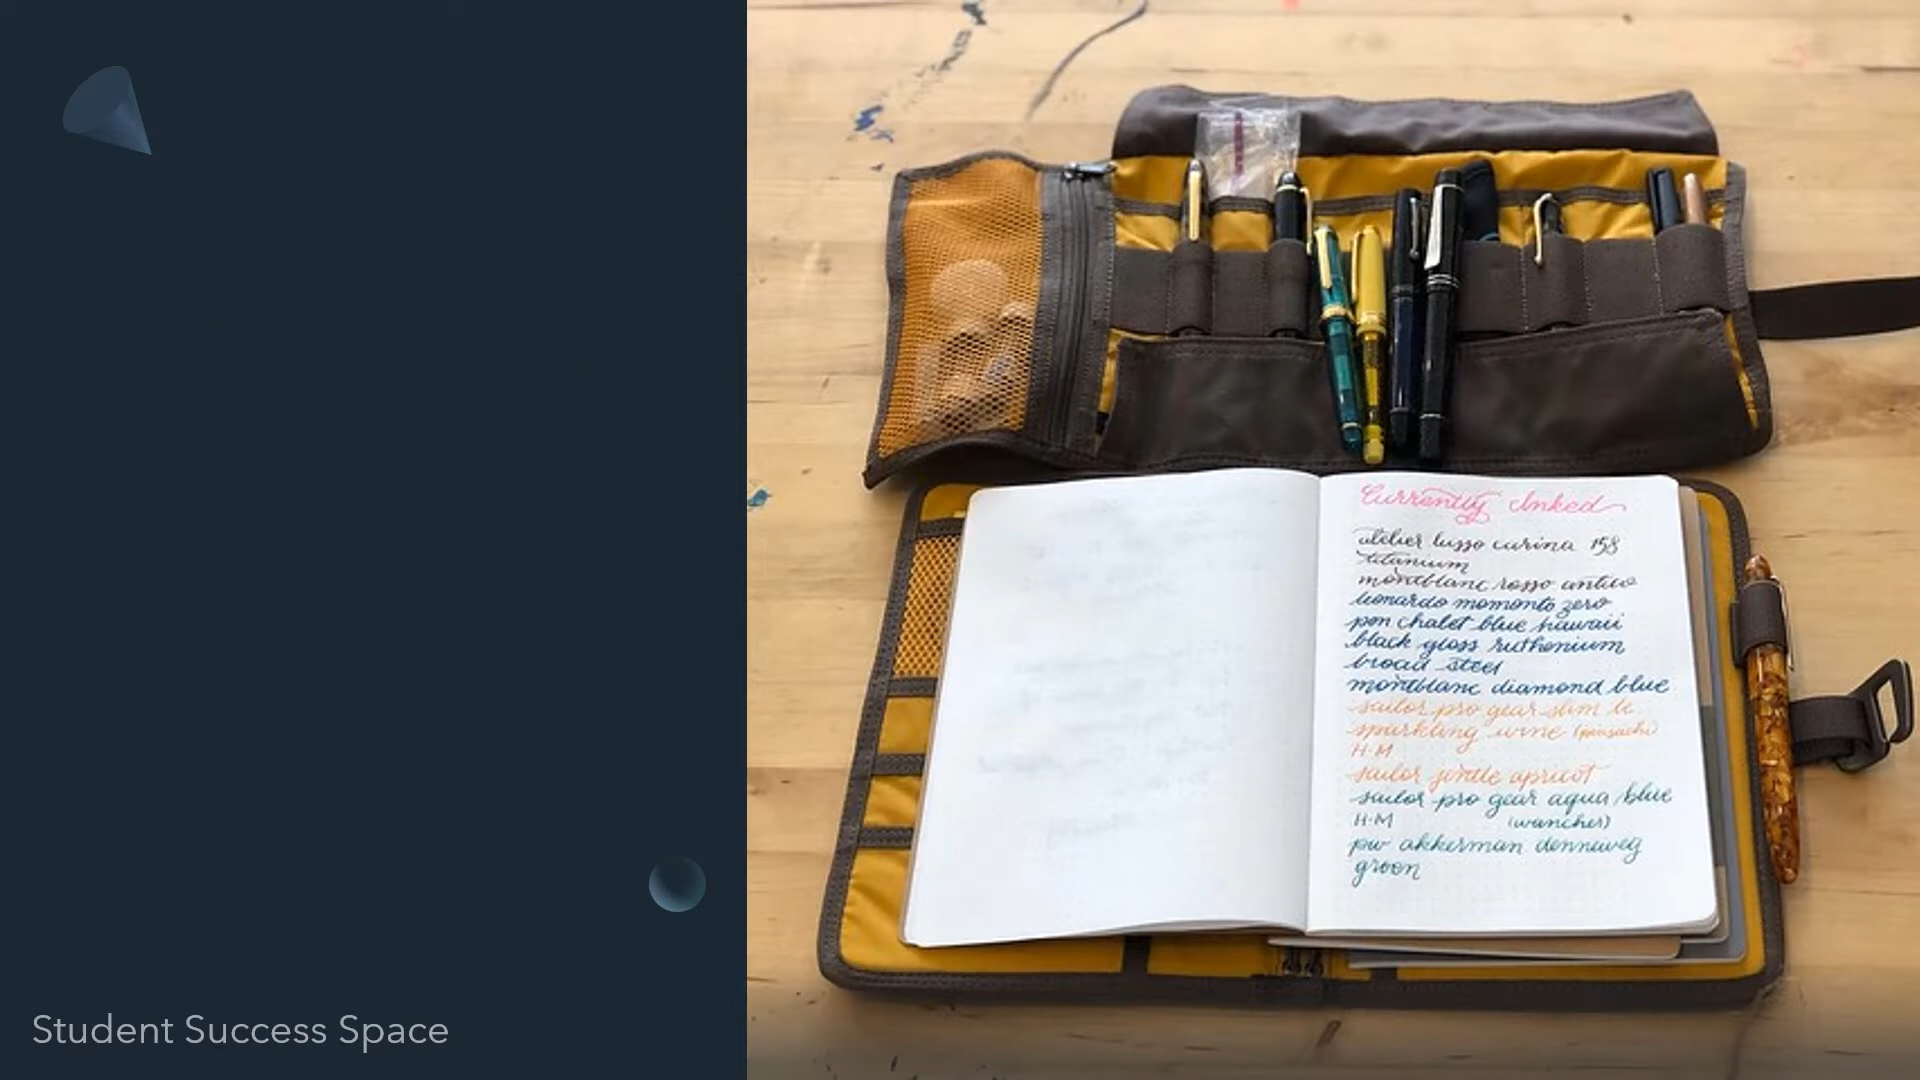 Currently Inked
atelier lusso carina 158
titanium
montblanc rosso antico
leonardo momento zero
pen chalet blue hawaii
black gloss ruthenium
broad steel
montblanc diamond blue
sailor pro gear slim le
sparkling wine
H-M
sailor jentle apricot
sailor pro gear aqua blue
H-M (wancher)
pw akkerman denneweg
groen
Student Success Space